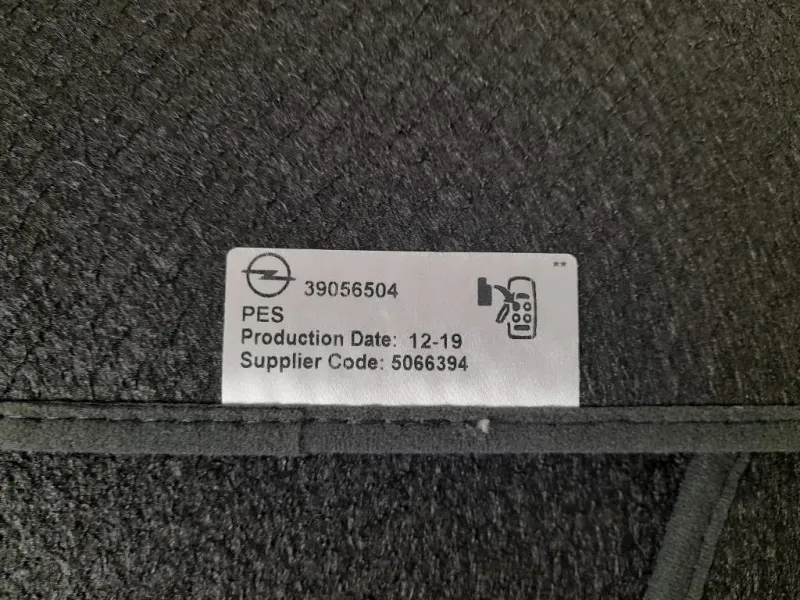 39056504
**
PES
Production Date: 12-19
Supplier Code: 5066394